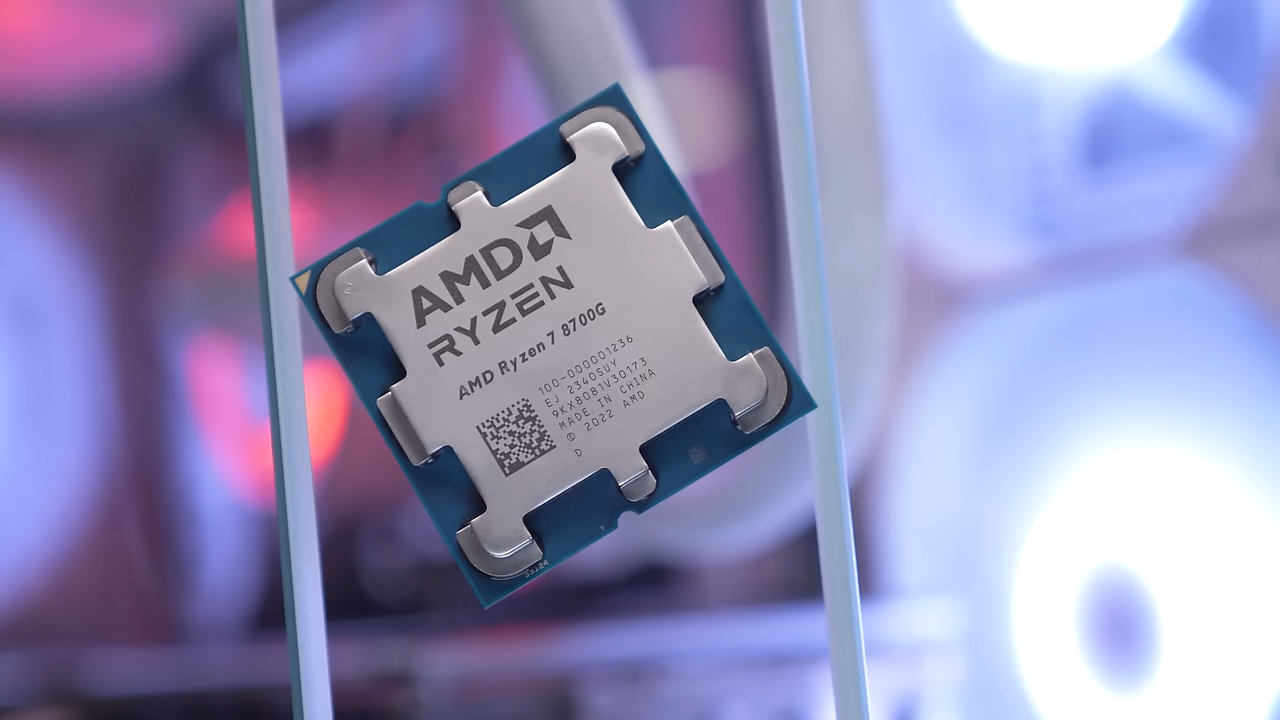 AMD
RYZEN
AMD Ryzen 7 8700G
100-000001236
EJ 2340SUY
9KX8081V30173
MADE IN CHINA
© 2022 AMD
D